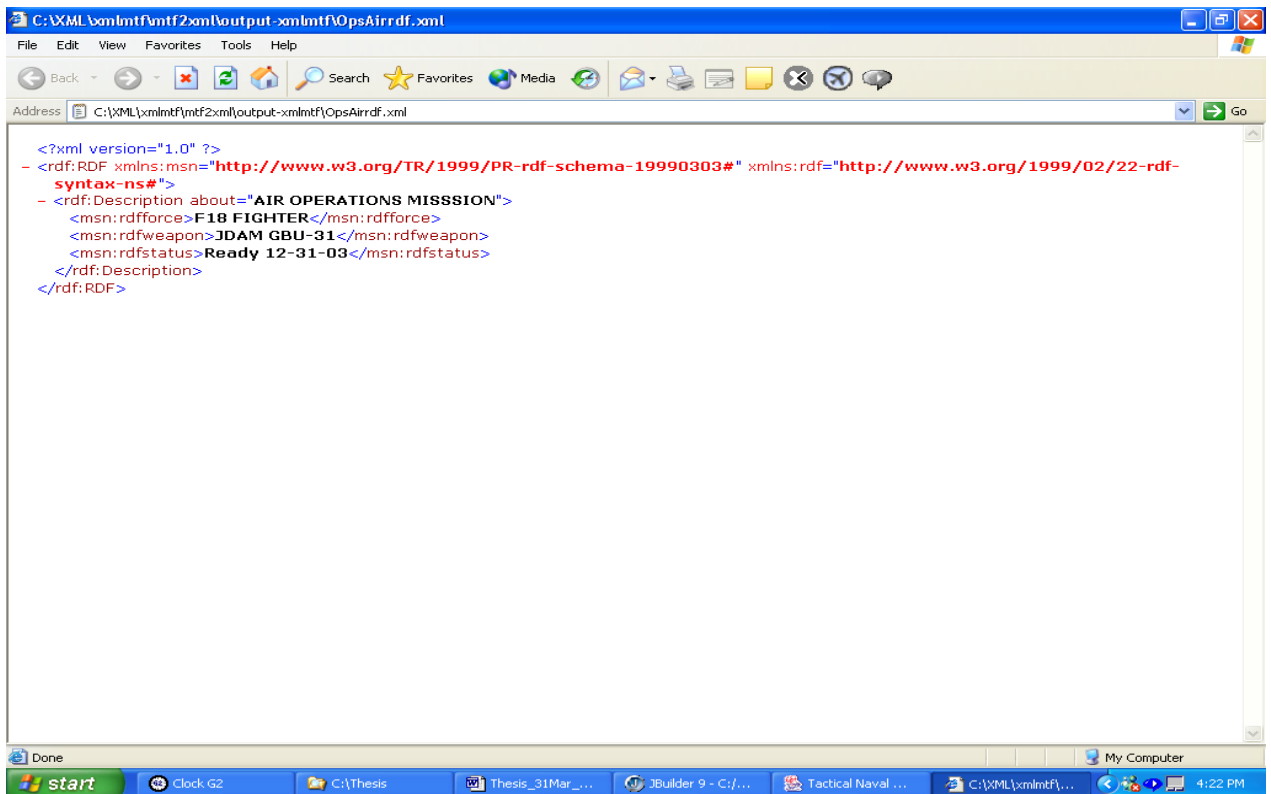 C:\XML\xmlmtf\mtf2xml\output-xmlmtf\OpsAirrdf.xml
File Edit View Favorites Tools Help
Back Search Favorites Media
Address C:\XML\xmlmtf\mtf2xml\output-xmlmtf\OpsAirrdf.xml Go
<?xml version="1.0" ?>
- <rdf:RDF xmlns:msn="http://www.w3.org/TR/1999/PR-rdf-schema-19990303#" xmlns:rdf="http://www.w3.org/1999/02/22-rdf-
syntax-ns#">
- <rdf:Description about="AIR OPERATIONS MISSSION">
<msn:rdfforce>F18 FIGHTER</msn:rdfforce>
<msn:rdfweapon>JDAM GBU-31</msn:rdfweapon>
<msn:rdfstatus>Ready 12-31-03</msn:rdfstatus>
</rdf:Description>
</rdf:RDF>
Done My Computer
start Clock G2 C:\Thesis Thesis_31Mar_... JBuilder 9 - C:/... Tactical Naval ... C:\XML\xmlmtf\... 4:22 PM